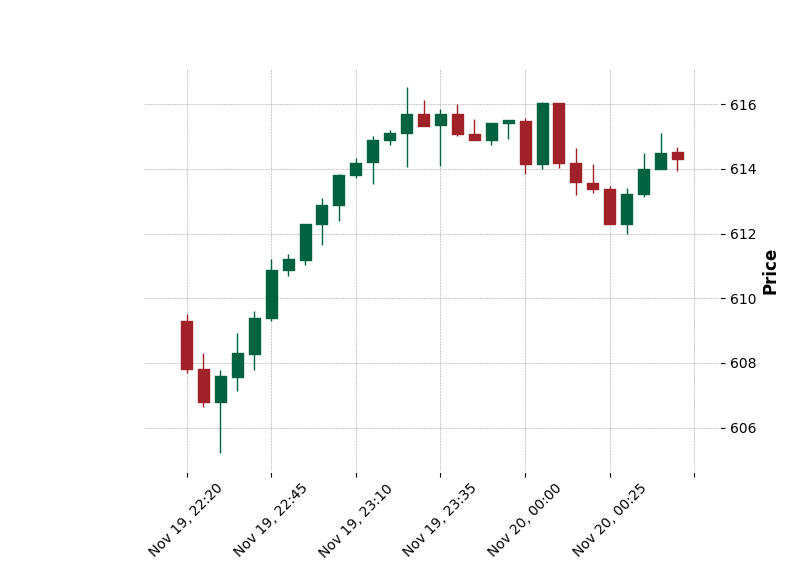 616
614
612
610
608
606
Price
Nov 19, 22:20
Nov 19, 22:45
Nov 19, 23:10
Nov 19, 23:35
Nov 20, 00:00
Nov 20, 00:25